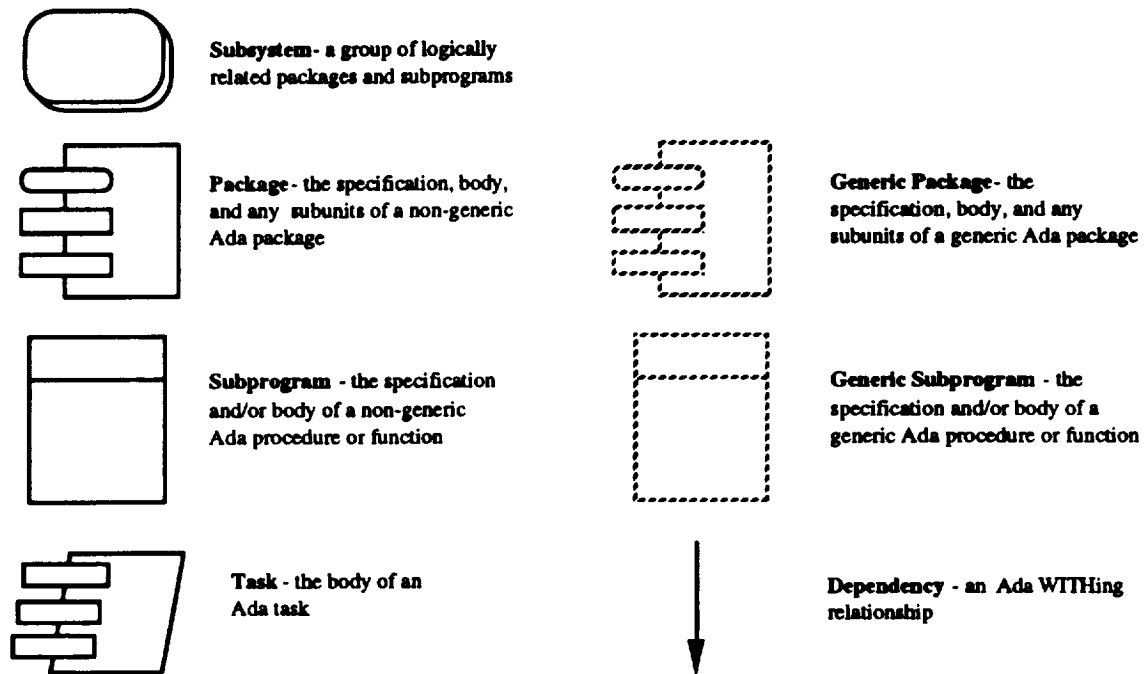 Subsystem- a group of logically
related packages and subprograms
Package- the specification, body,
and any subunits of a non-generic
Ada package
Generic Package- the
specification, body, and any
subunits of a generic Ada package
Subprogram - the specification
and/or body of a non-generic
Ada procedure or function
Generic Subprogram - the
specification and/or body of a
generic Ada procedure or function
Task - the body of an
Ada task
Dependency - an Ada WITHing
relationship